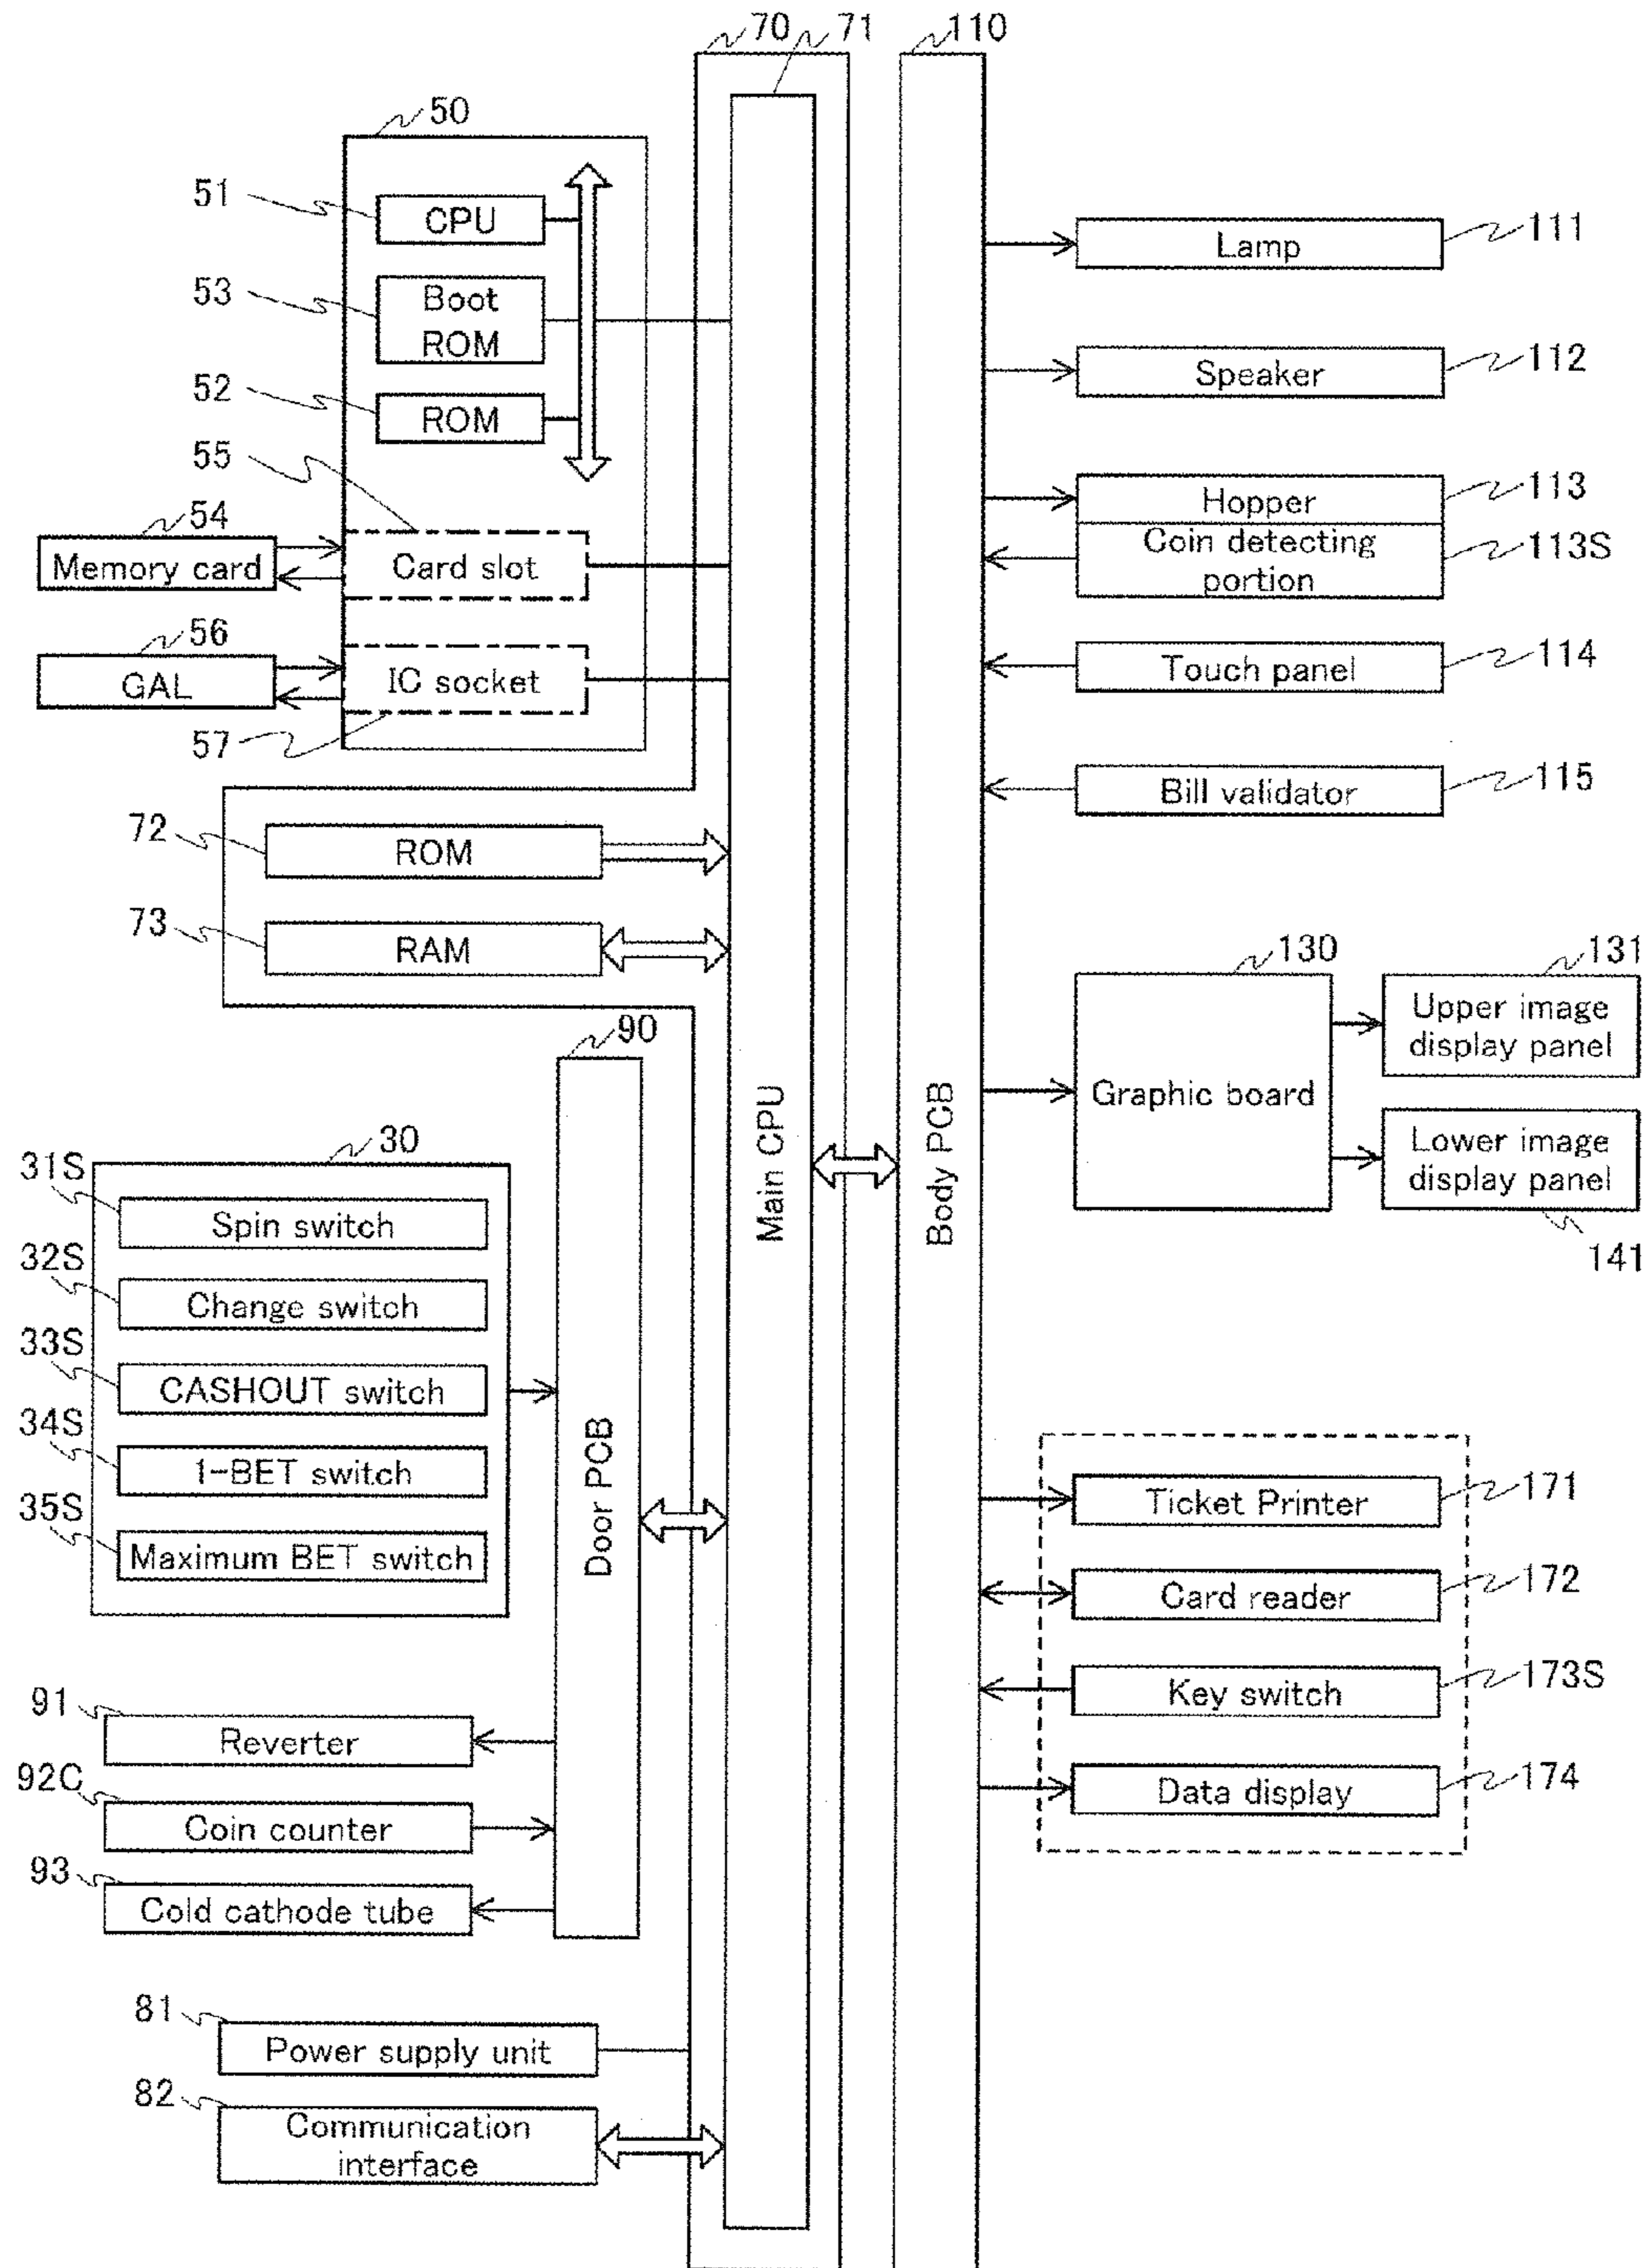 70
71
110
50
51
CPU
53
Boot
ROM
52
ROM
55
54
Memory card
Card slot
56
GAL
IC socket
57
72
ROM
73
RAM
90
30
31S
Spin switch
32S
Change switch
33S
CASHOUT switch
34S
1-BET switch
35S
Maximum BET switch
Door PCB
Main CPU
Body PCB
91
Reverter
92C
Coin counter
93
Cold cathode tube
81
Power supply unit
82
Communication
interface
Lamp
111
Speaker
112
Hopper
113
Coin detecting
portion
113S
Touch panel
114
Bill validator
115
130
Graphic board
131
Upper image
display panel
Lower image
display panel
141
Ticket Printer
171
Card reader
172
Key switch
173S
Data display
174